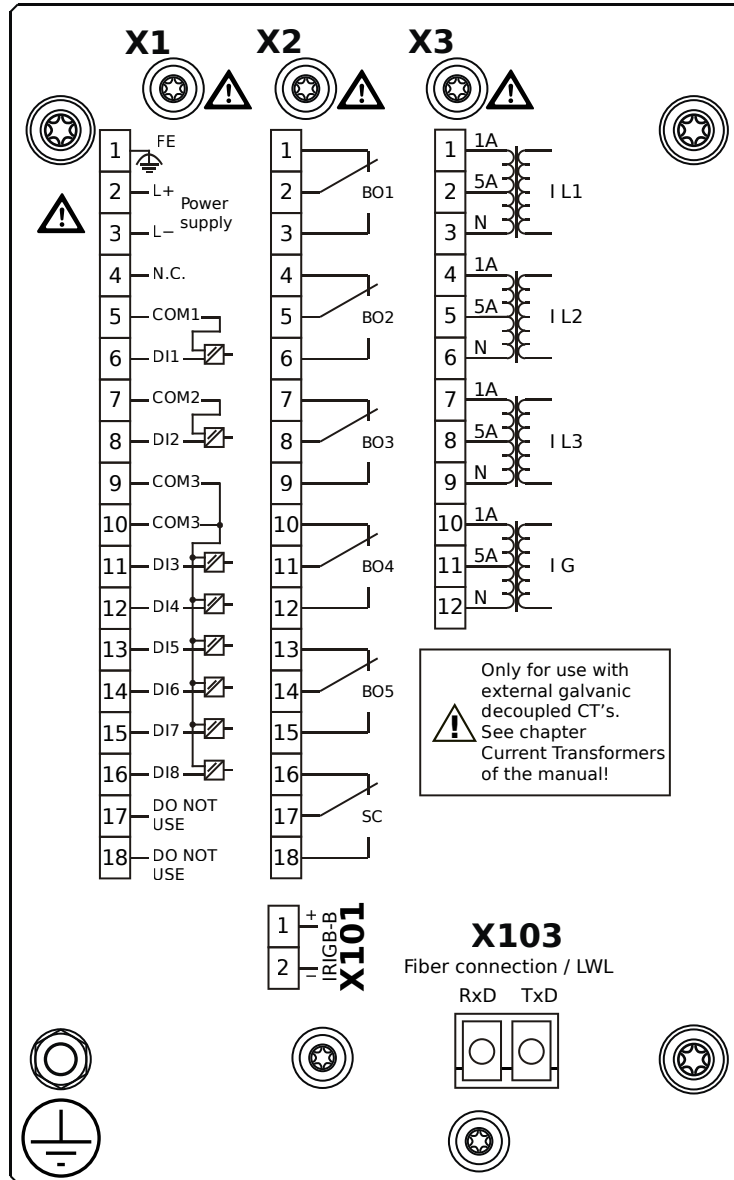 X1 X2 X3
1 FE
2 L+
Power
supply
3 L−
4 N.C.
5 COM1
6 DI1
7 COM2
8 DI2
9 COM3
10 COM3
11 DI3
12 DI4
13 DI5
14 DI6
15 DI7
16 DI8
17 DO NOT
USE
18 DO NOT
USE
1
2 BO1
3
4
5 BO2
6
7
8 BO3
9
10
11 BO4
12
13
14 BO5
15
16
17 SC
18
1 1A
2 5A I L1
3 N
4 1A
5 5A I L2
6 N
7 1A
8 5A I L3
9 N
10 1A
11 5A I G
12 N
Only for use with
external galvanic
decoupled CT's.
See chapter
Current Transformers
of the manual!
1 +
2 −
IRIGB-B
X101
X103
Fiber connection / LWL
RxD TxD